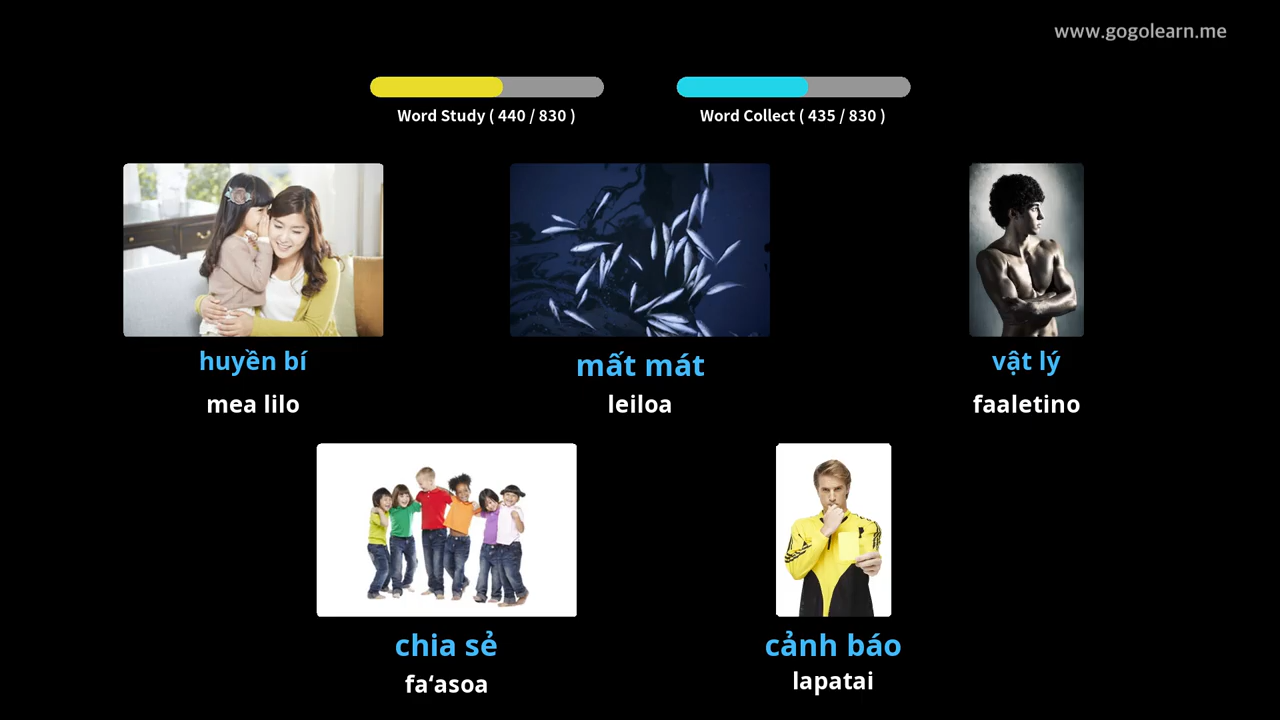 www.gogolearn.me
Word Study ( 440 / 830 )
Word Collect ( 435 / 830 )
huyền bí
mất mát
vật lý
mea lilo
leiloa
faaletino
chia sẻ
cảnh báo
fa‘asoa
lapatai